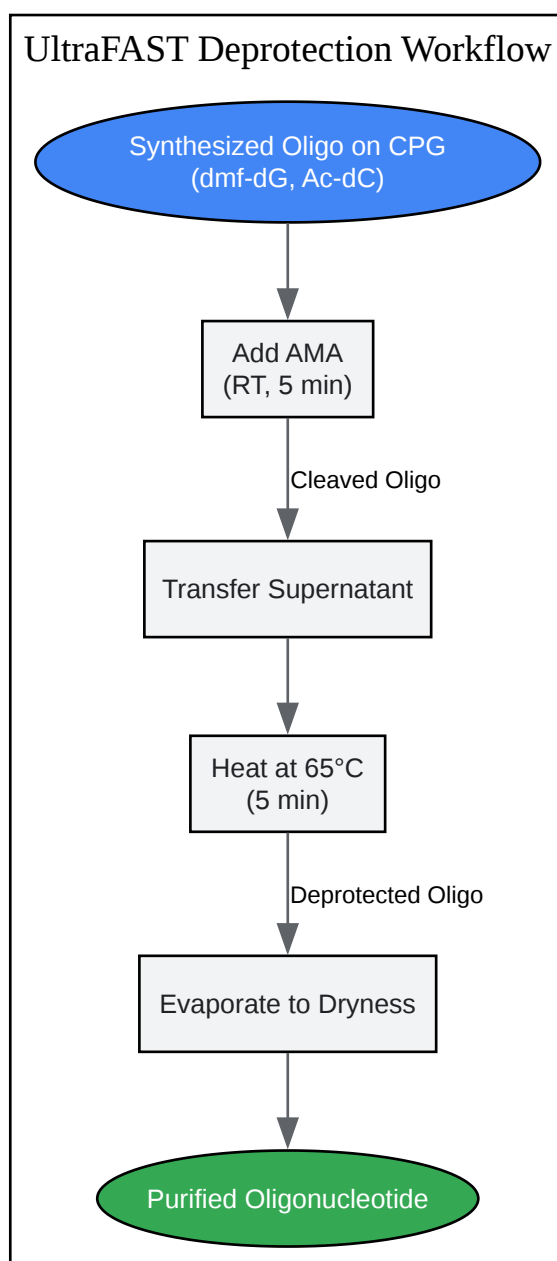 UltraFAST Deprotection Workflow
Synthesized Oligo on CPG
(dmf-dG, Ac-dC)
Add AMA
(RT, 5 min)
Cleaved Oligo
Transfer Supernatant
Heat at 65°C
(5 min)
Deprotected Oligo
Evaporate to Dryness
Purified Oligonucleotide